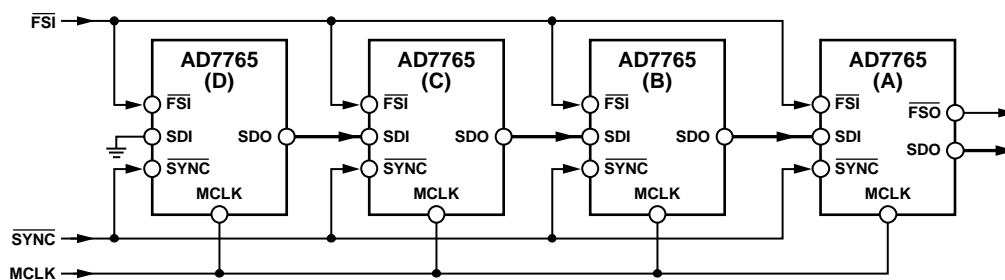 FSI
AD7765
(D)
FSI
SDI
SYNC
SDO
MCLK
AD7765
(C)
FSI
SDI
SYNC
SDO
MCLK
AD7765
(B)
FSI
SDI
SYNC
SDO
MCLK
AD7765
(A)
FSI
SDI
SYNC
FSO
SDO
MCLK
SYNC
MCLK